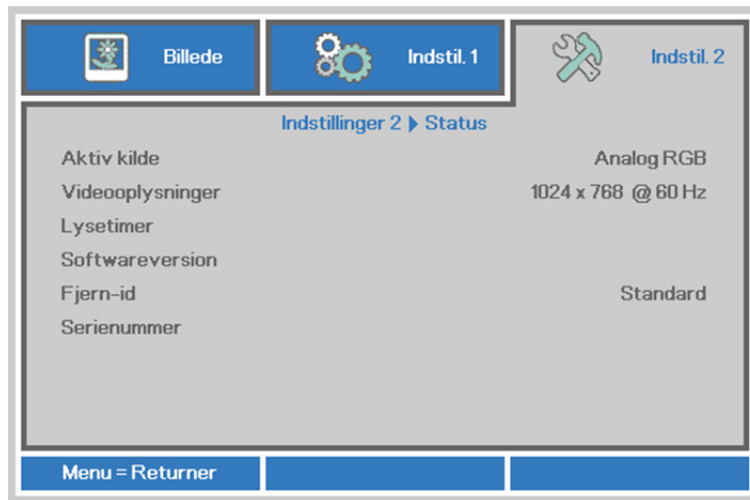 Billede Indstil. 1 Indstil. 2
Indstillinger 2 ▶ Status
Aktiv kilde Analog RGB
Videooplysninger 1024 x 768 @ 60 Hz
Lysetimer
Softwareversion
Fjern-id Standard
Serienummer
Menu = Returner